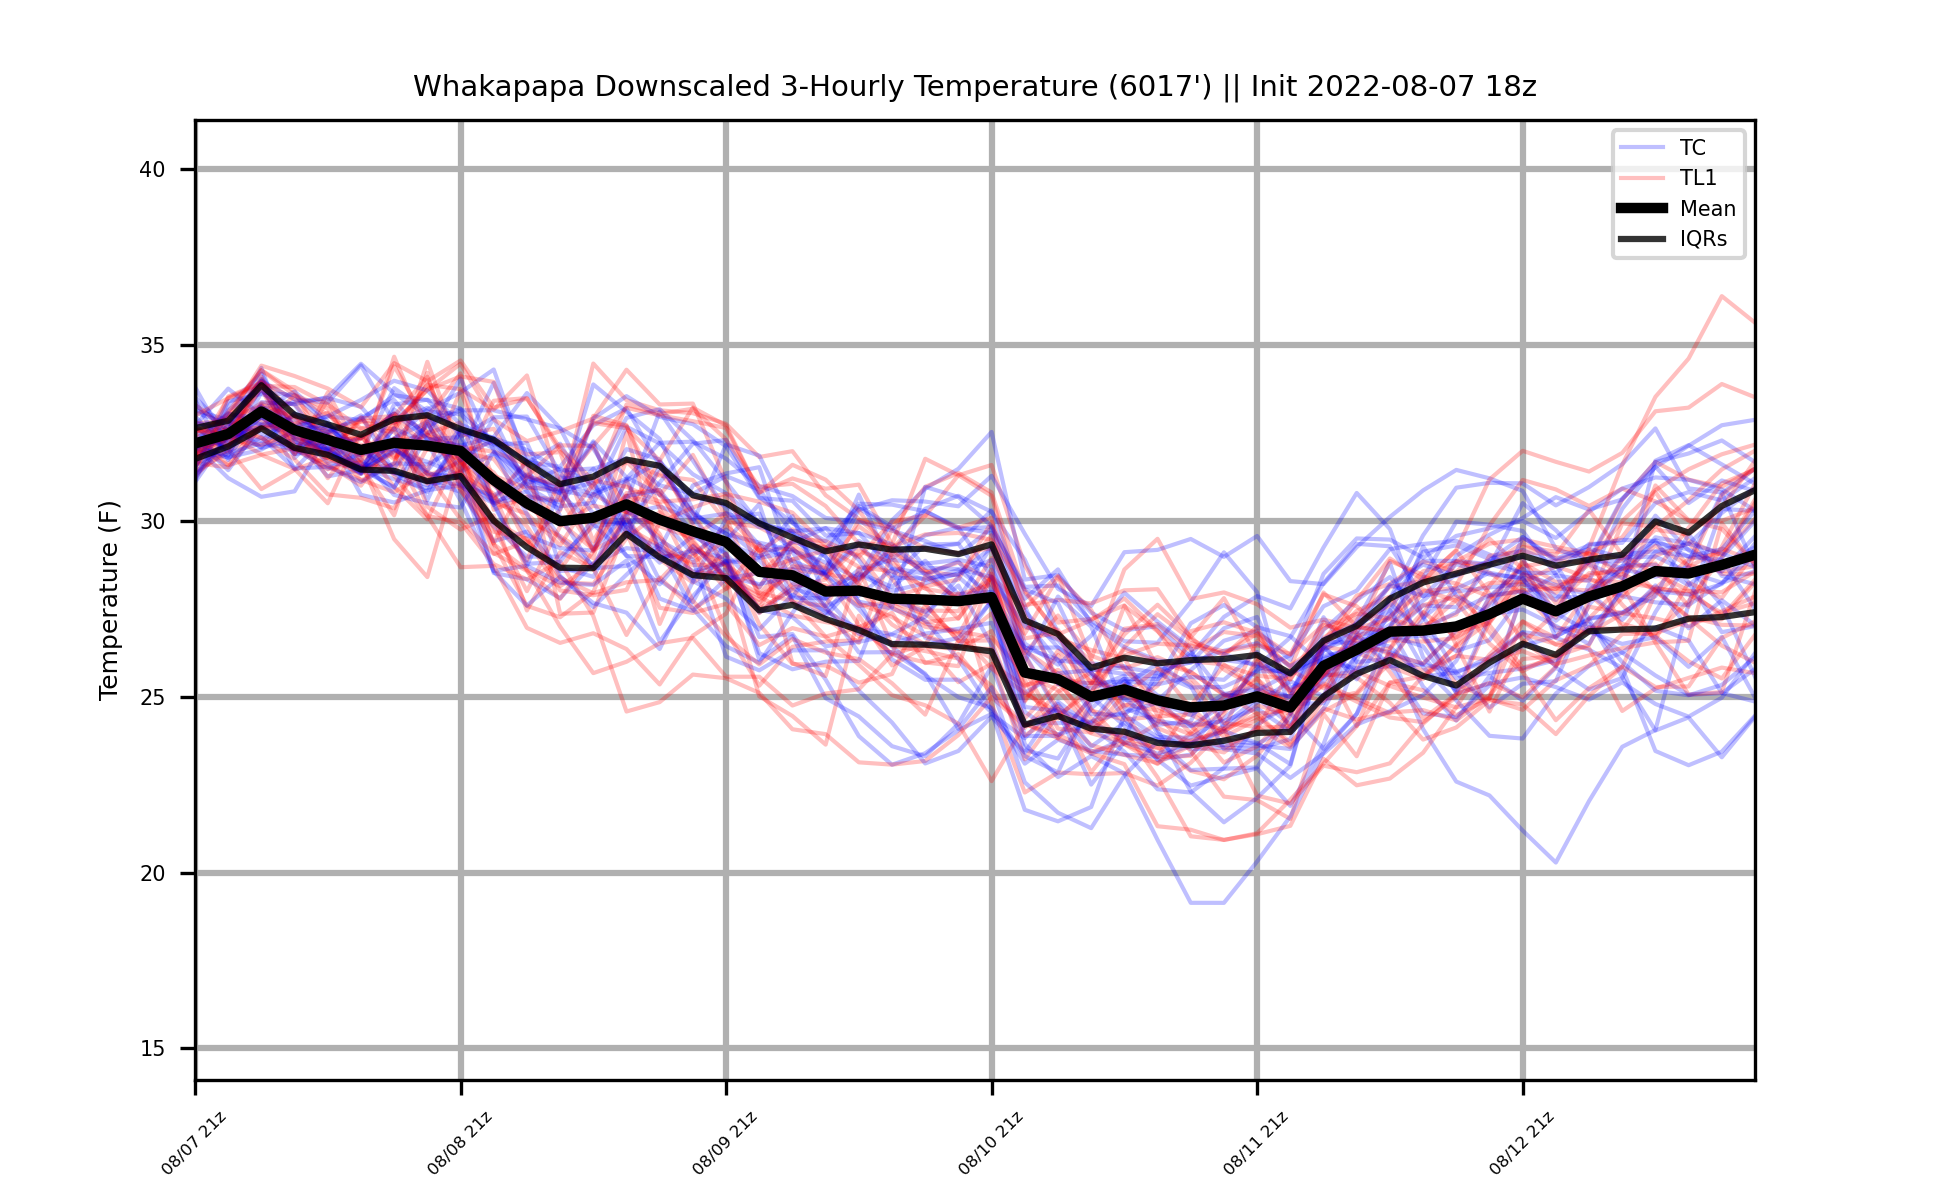 Whakapapa Downscaled 3-Hourly Temperature (6017') || Init 2022-08-07 18z
TC
TL1
Mean
IQRs
Temperature (F)
40
35
30
25
20
15
08/07 21z
08/08 21z
08/09 21z
08/10 21z
08/11 21z
08/12 21z